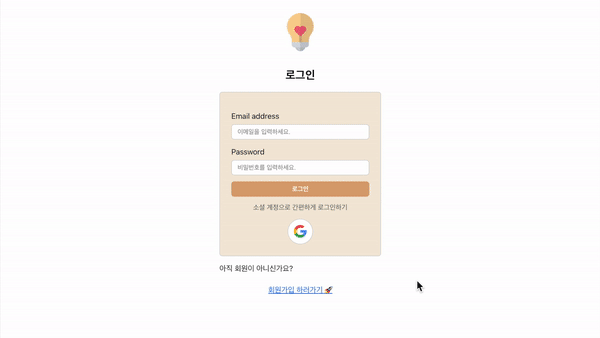 로그인
Email address
이메일을 입력하세요.
Password
비밀번호를 입력하세요.
로그인
소셜 계정으로 간편하게 로그인하기
G
아직 회원이 아니신가요?
회원가입 하러가기 🚀